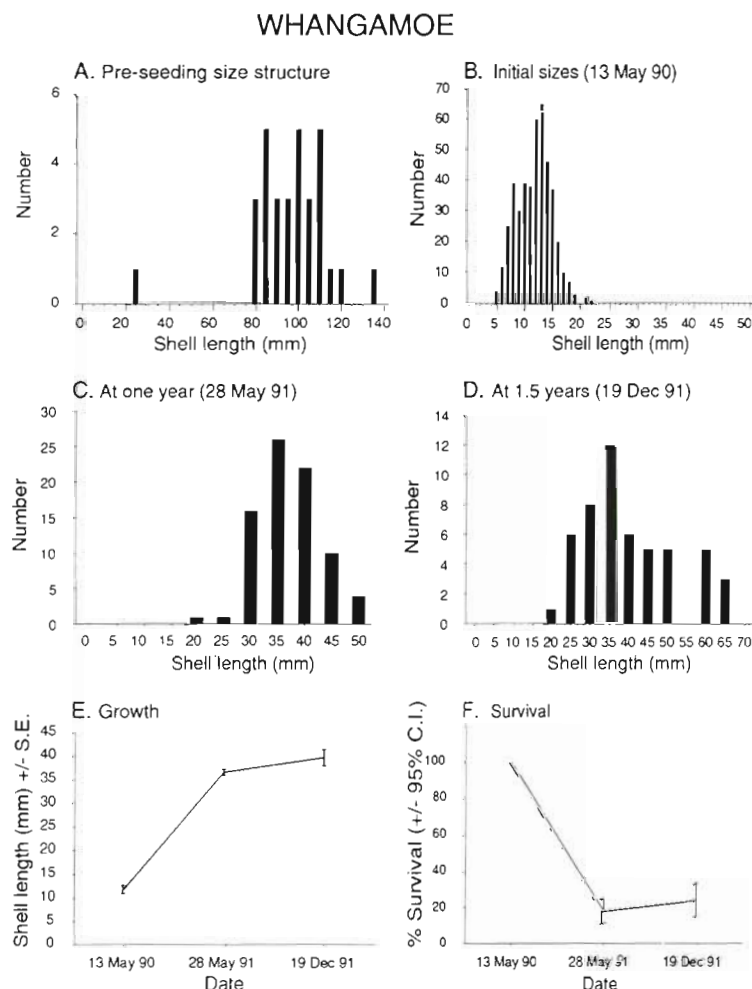 WHANGAMOE
A. Pre-seeding size structure
6
4
2
0
Number
0 20 40 60 80 100 120 140
Shell length (mm)
B. Initial sizes (13 May 90)
70
60
50
40
30
20
10
0
Number
0 5 10 15 20 25 30 35 40 45 50
Shell length (mm)
C. At one year (28 May 91)
30
25
20
15
10
5
0
Number
0 5 10 15 20 25 30 35 40 45 50
Shell length (mm)
D. At 1.5 years (19 Dec 91)
14
12
10
8
6
4
2
0
Number
0 5 10 15 20 25 30 35 40 45 50 55 60 65 70
Shell length (mm)
E. Growth
45
40
35
30
25
20
15
10
5
0
Shell length (mm) +/- S.E.
13 May 90 28 May 91 19 Dec 91
Date
F. Survival
100
80
60
40
20
0
% Survival (+/- 95% C.I.)
13 May 90 28 May 91 19 Dec 91
Date